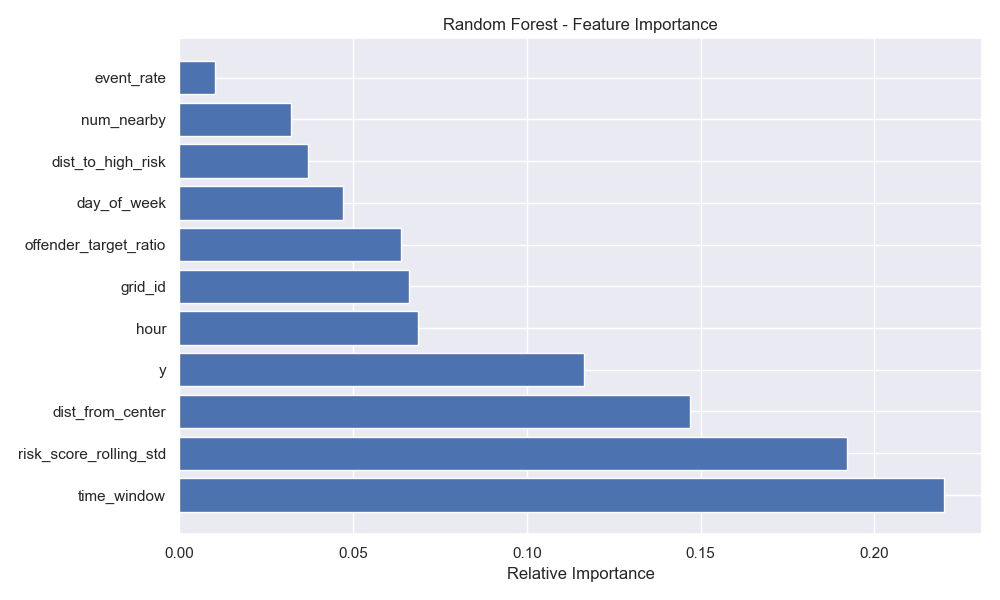 Random Forest - Feature Importance
event_rate
num_nearby
dist_to_high_risk
day_of_week
offender_target_ratio
grid_id
hour
y
dist_from_center
risk_score_rolling_std
time_window
0.00 0.05 0.10 0.15 0.20
Relative Importance